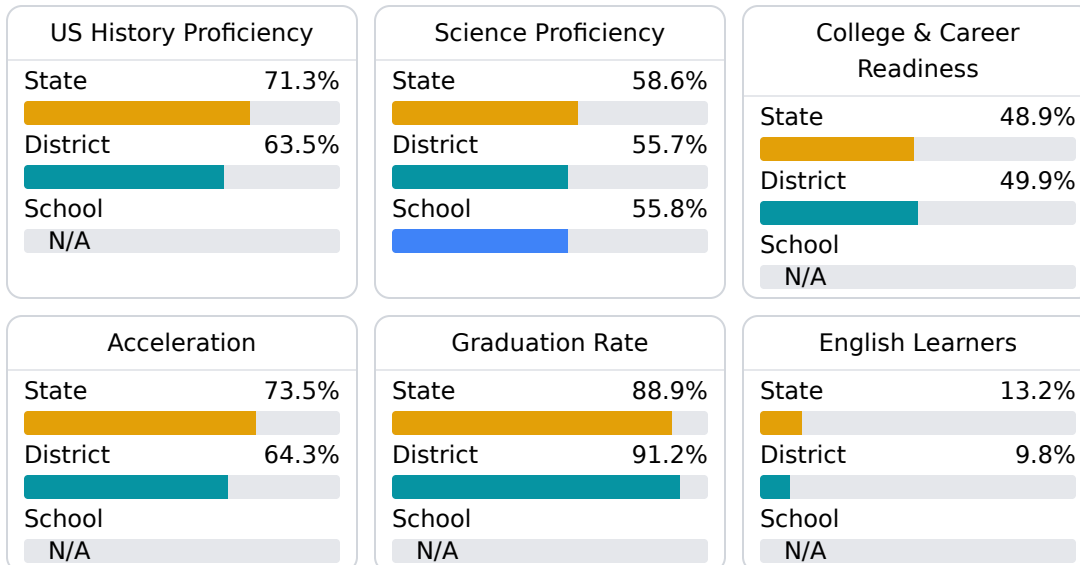 US History Proficiency
State 71.3%
District 63.5%
School
N/A
Science Proficiency
State 58.6%
District 55.7%
School 55.8%
College & Career
Readiness
State 48.9%
District 49.9%
School
N/A
Acceleration
State 73.5%
District 64.3%
School
N/A
Graduation Rate
State 88.9%
District 91.2%
School
N/A
English Learners
State 13.2%
District 9.8%
School
N/A